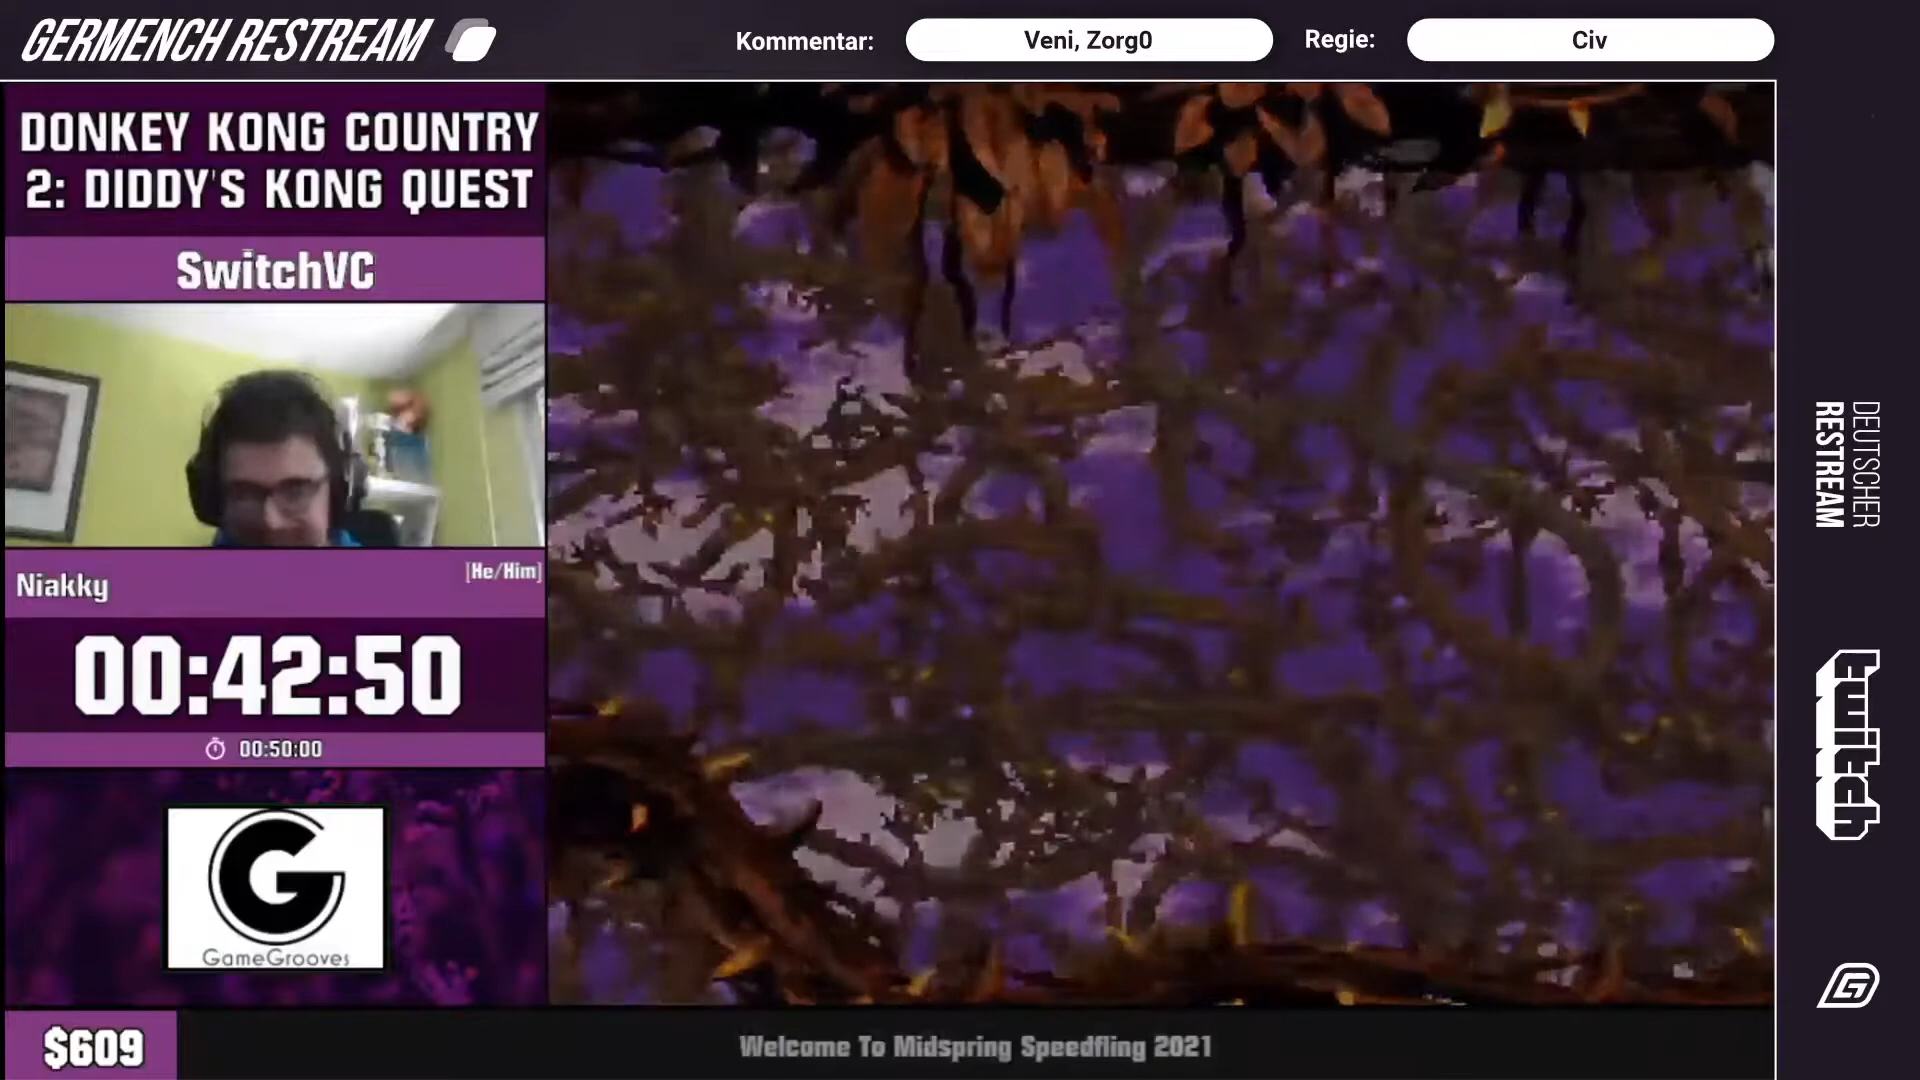 GERMENCH RESTREAM
Kommentar:
Veni, Zorg0
Regie:
Civ
DONKEY KONG COUNTRY
2: DIDDY'S KONG QUEST
SwitchVC
Niakky
[He/Him]
00:42:50
00:50:00
G
GameGrooves
$609
Welcome To Midspring Speedfling 2021
DEUTSCHER
RESTREAM
twitch
G